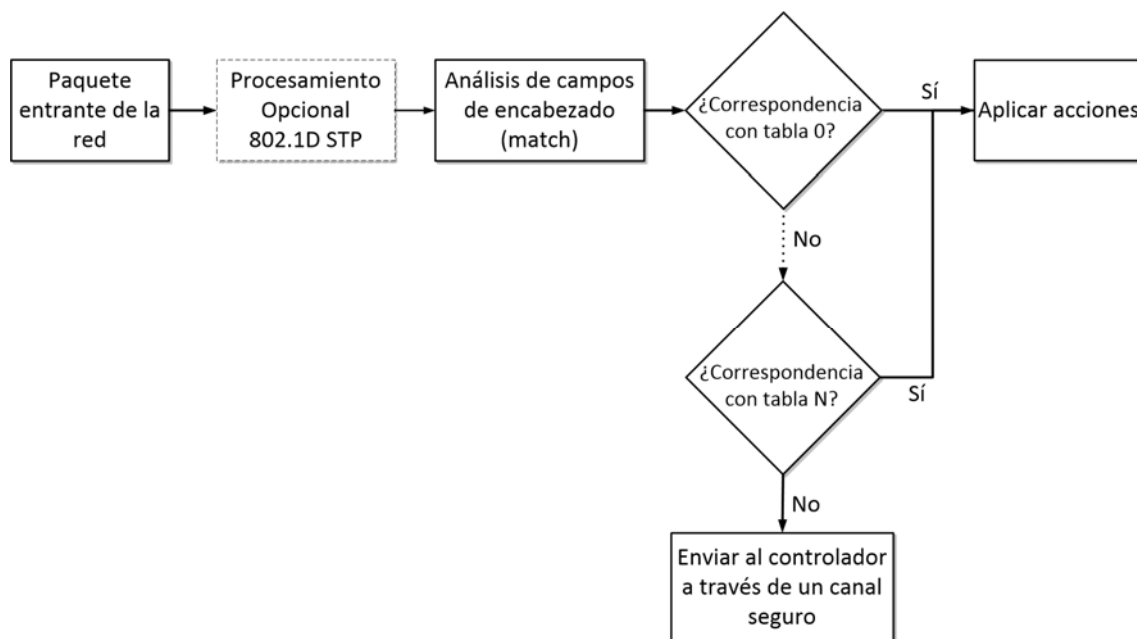 Paquete
entrante de la
red
Procesamiento
Opcional
802.1D STP
Análisis de campos
de encabezado
(match)
¿Correspondencia
con tabla 0?
Sí
Aplicar acciones
No
¿Correspondencia
con tabla N?
Sí
No
Enviar al controlador
a través de un canal
seguro